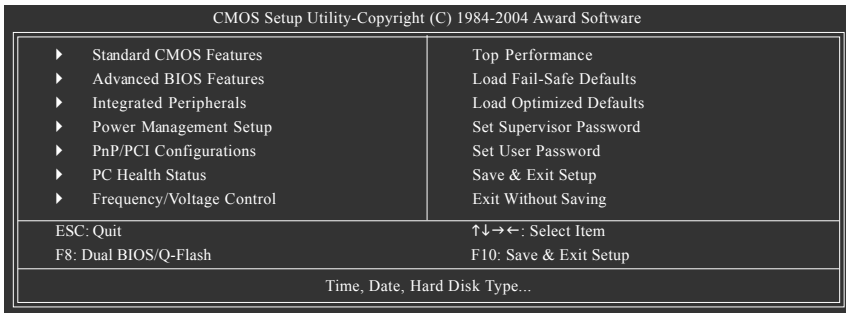 CMOS Setup Utility-Copyright (C) 1984-2004 Award Software
Standard CMOS Features
Advanced BIOS Features
Integrated Peripherals
Power Management Setup
PnP/PCI Configurations
PC Health Status
Frequency/Voltage Control
Top Performance
Load Fail-Safe Defaults
Load Optimized Defaults
Set Supervisor Password
Set User Password
Save & Exit Setup
Exit Without Saving
ESC: Quit
F8: Dual BIOS/Q-Flash
↑↓→←: Select Item
F10: Save & Exit Setup
Time, Date, Hard Disk Type...